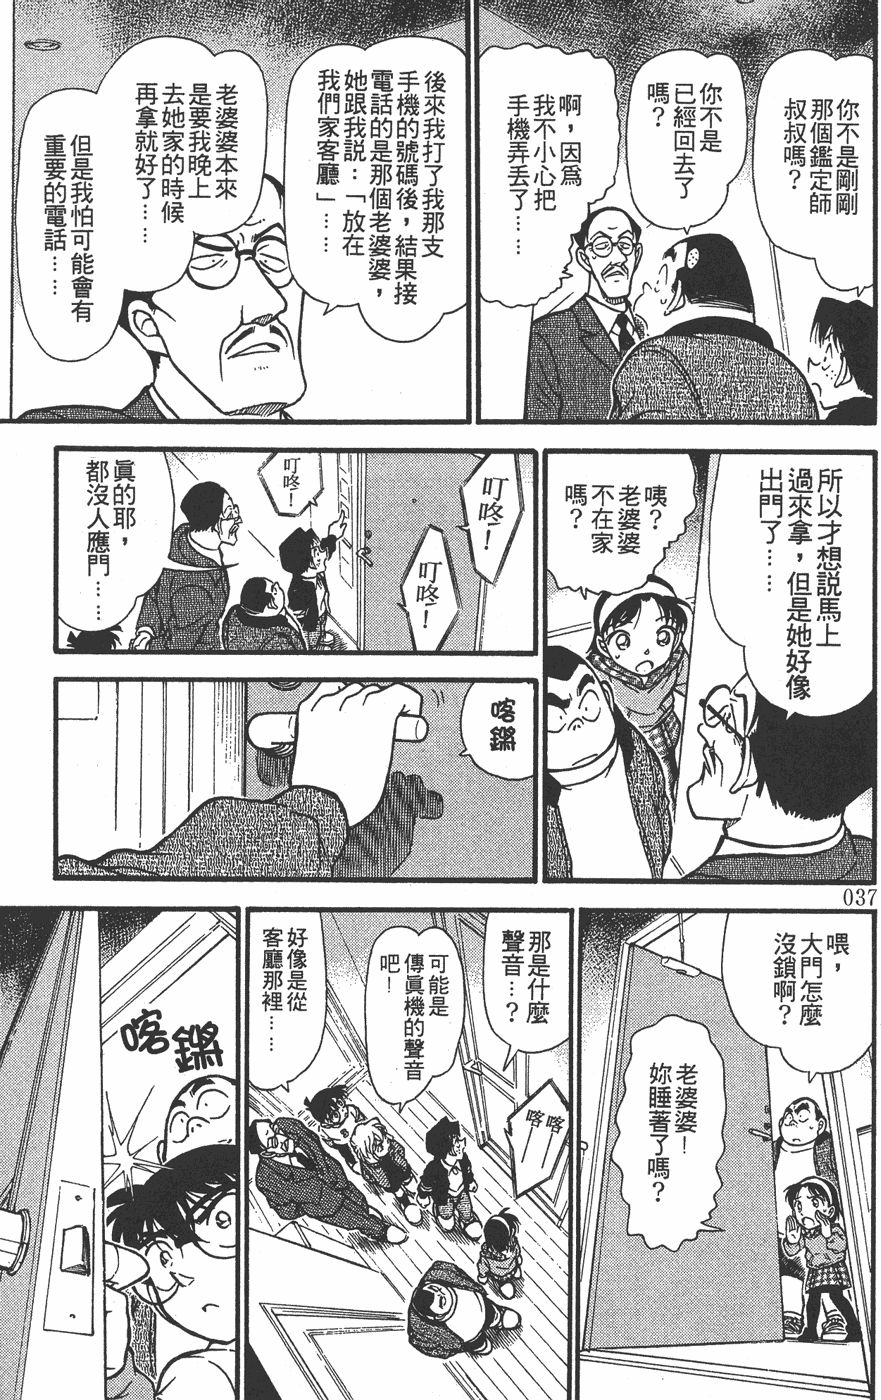 你不是剛剛
那個鑑定師
叔叔嗎？
你不是
已經回去了
嗎？
啊，因為
我不小心把
手機弄丟了……
後來我打了我那支
手機的號碼後，結果接
電話的是那個老婆婆，
她跟我說：「放在
我們家客廳」……
老婆婆本來
是要我晚上
去她家的時候
再拿就好了……
但是我怕可能會有
重要的電話……
所以才想說馬上
過來拿，但是她好像
出門了……
咦？
老婆婆
不在家
嗎？
叮咚！
叮咚！
叮咚！
眞的耶，
都沒人應門……
喀鏘
037
喂，
大門怎麼
沒鎖啊？
老婆婆！
妳睡著了嗎？
那是什麼
聲音…？
喀喀——
可能是
傳眞機的聲音
吧！
好像是從
客廳那裡……
喀鏘